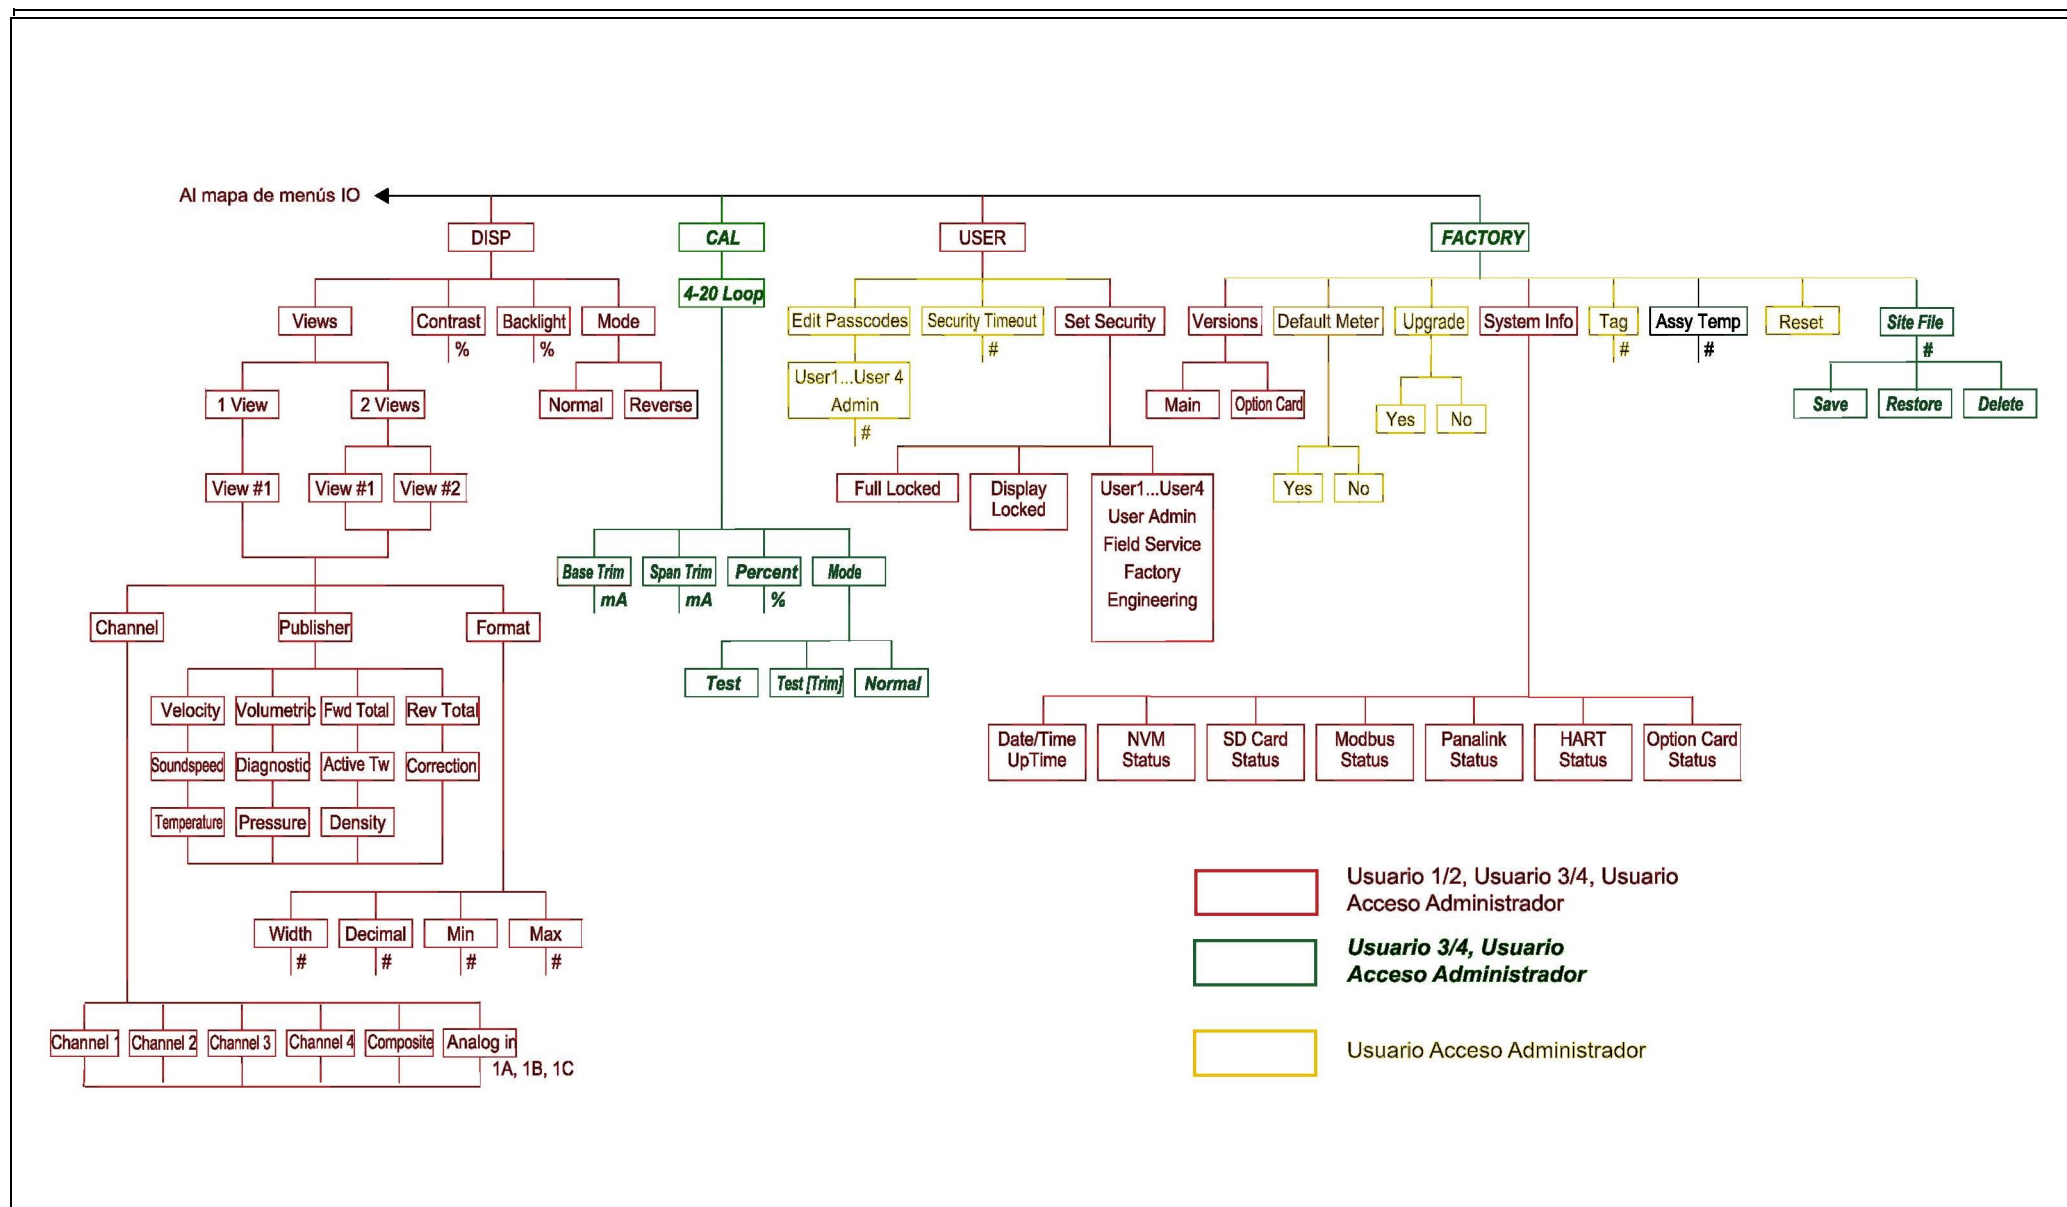 Al mapa de menús IO
DISP
CAL
USER
FACTORY
4-20 Loop
Views
Contrast
Backlight
Mode
Edit Passcodes
Security Timeout
Set Security
Versions
Default Meter
Upgrade
System Info
Tag
Assy Temp
Reset
Site File
%
%
#
#
#
#
User1...User 4
Admin
#
1 View
2 Views
Normal
Reverse
Main
Option Card
Yes
No
Save
Restore
Delete
View #1
View #1
View #2
Full Locked
Display
Locked
User1...User4
User Admin
Field Service
Factory
Engineering
Yes
No
Base Trim
Span Trim
Percent
Mode
mA
mA
%
Channel
Publisher
Format
Test
Test [Trim]
Normal
Velocity
Volumetric
Fwd Total
Rev Total
Soundspeed
Diagnostic
Active Tw
Correction
Temperature
Pressure
Density
Date/Time
UpTime
NVM
Status
SD Card
Status
Modbus
Status
Panalink
Status
HART
Status
Option Card
Status
Width
Decimal
Min
Max
#
#
#
#
Channel 1
Channel 2
Channel 3
Channel 4
Composite
Analog in
1A, 1B, 1C
Usuario 1/2, Usuario 3/4, Usuario
Acceso Administrador
Usuario 3/4, Usuario
Acceso Administrador
Usuario Acceso Administrador